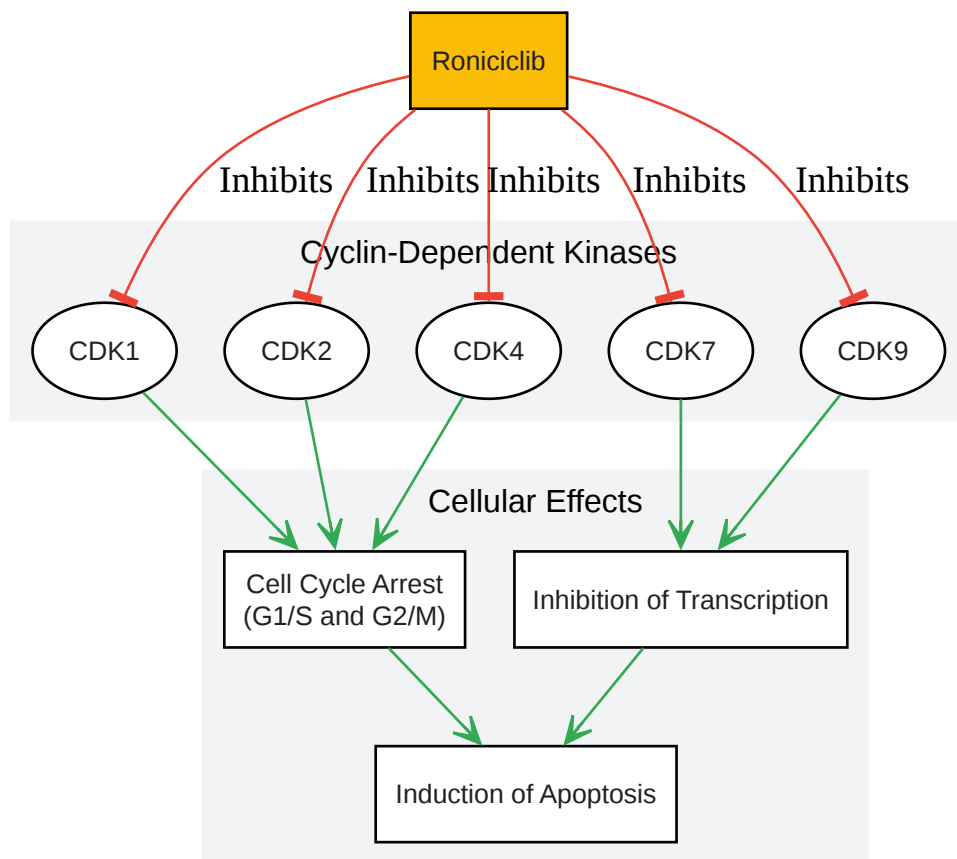 Roniciclib
Inhibits
Inhibits
Inhibits
Inhibits
Inhibits
Cyclin-Dependent Kinases
CDK1
CDK2
CDK4
CDK7
CDK9
Cellular Effects
Cell Cycle Arrest
(G1/S and G2/M)
Inhibition of Transcription
Induction of Apoptosis